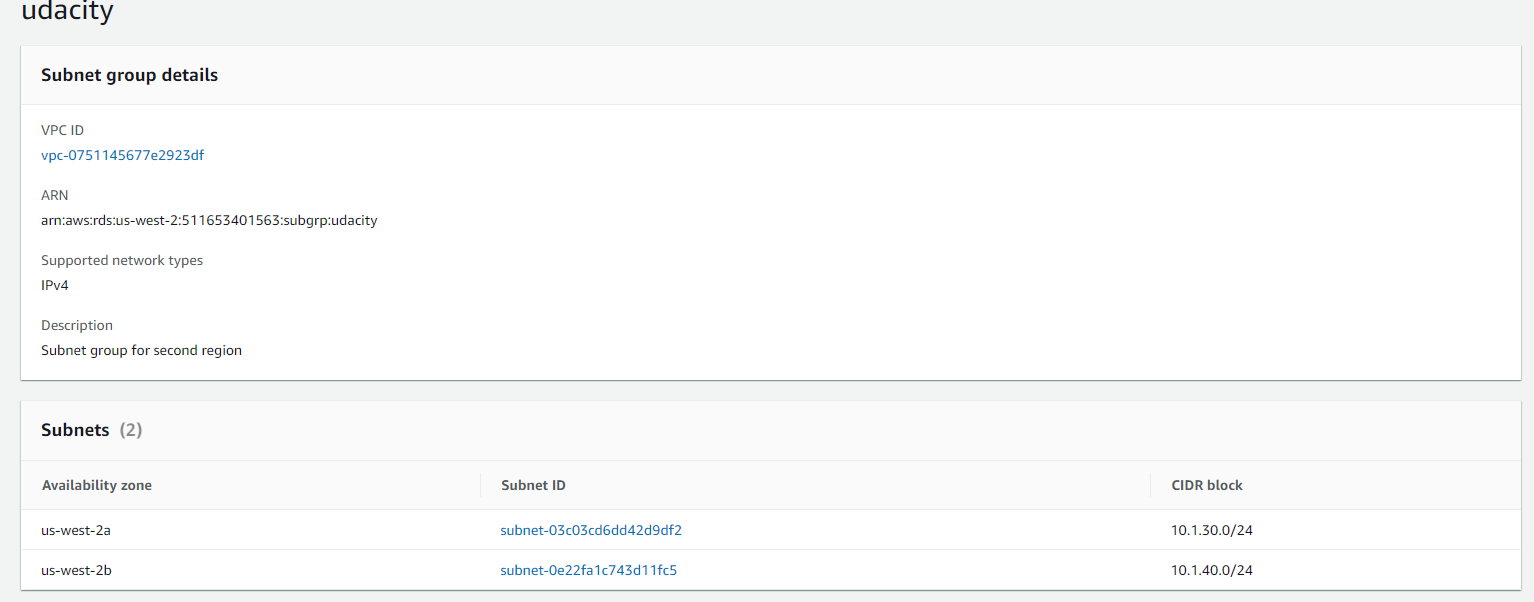 udacity
Subnet group details
VPC ID
vpc-0751145677e2923df
ARN
arn:aws:rds:us-west-2:511653401563:subgrp:udacity
Supported network types
IPv4
Description
Subnet group for second region
Subnets (2)
Availability zone Subnet ID CIDR block
us-west-2a subnet-03c03cd6dd42d9df2 10.1.30.0/24
us-west-2b subnet-0e22fa1c743d11fc5 10.1.40.0/24